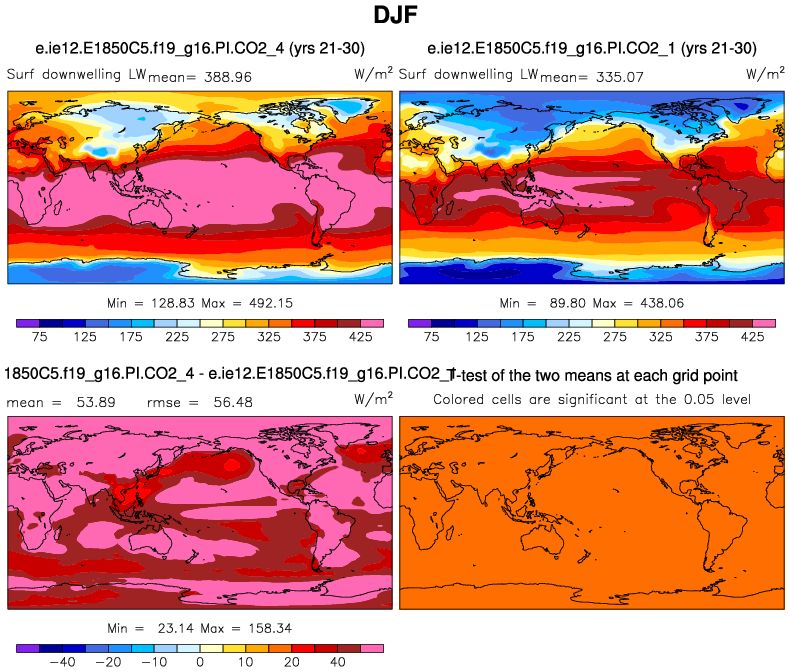 DJF
e.ie12.E1850C5.f19_g16.PI.CO2_4 (yrs 21-30)
Surf downwelling LW mean= 388.96 W/m²
e.ie12.E1850C5.f19_g16.PI.CO2_1 (yrs 21-30)
Surf downwelling LW mean= 335.07 W/m²
Min = 128.83 Max = 492.15
75 125 175 225 275 325 375 425
Min = 89.80 Max = 438.06
75 125 175 225 275 325 375 425
1850C5.f19_g16.PI.CO2_4 - e.ie12.E1850C5.f19_g16.PI.CO2_1
mean = 53.89 rmse = 56.48 W/m²
T-test of the two means at each grid point
Colored cells are significant at the 0.05 level
Min = 23.14 Max = 158.34
−40 −20 −10 0 10 20 40